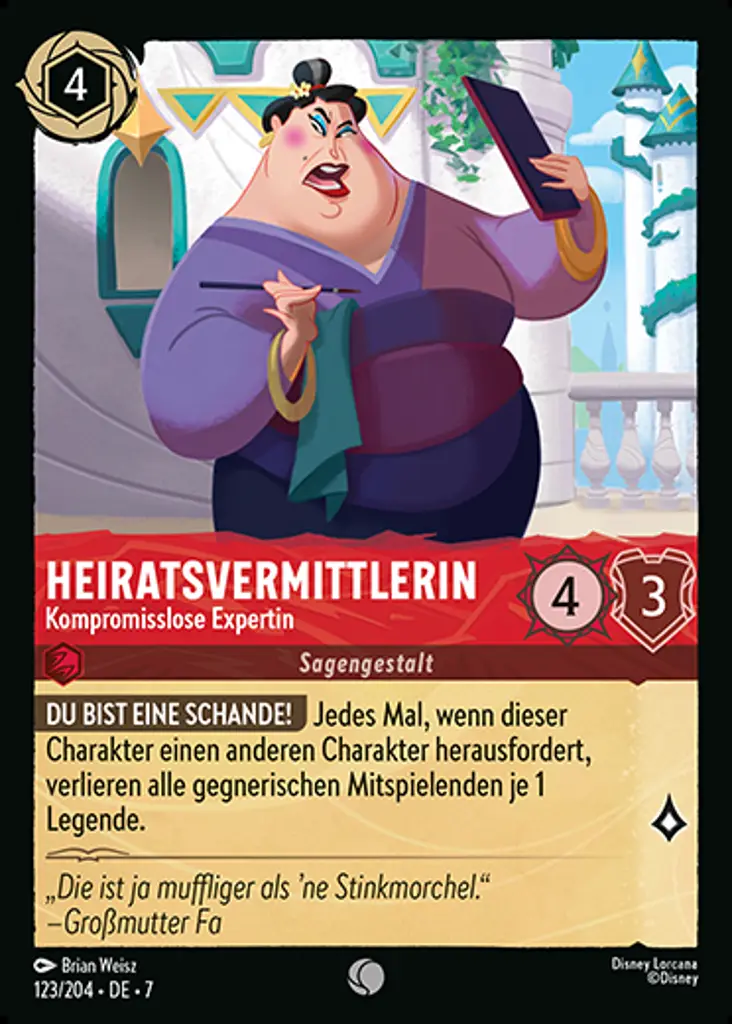 4
HEIRATSVERMITTLERIN
Kompromisslose Expertin
4
3
Sagengestalt
DU BIST EINE SCHANDE! Jedes Mal, wenn dieser
Charakter einen anderen Charakter herausfordert,
verlieren alle gegnerischen Mitspielenden je 1
Legende.
„Die ist ja muffliger als ’ne Stinkmorchel.“
–Großmutter Fa
Brian Weisz
Disney Lorcana
123/204 • DE • 7
©Disney